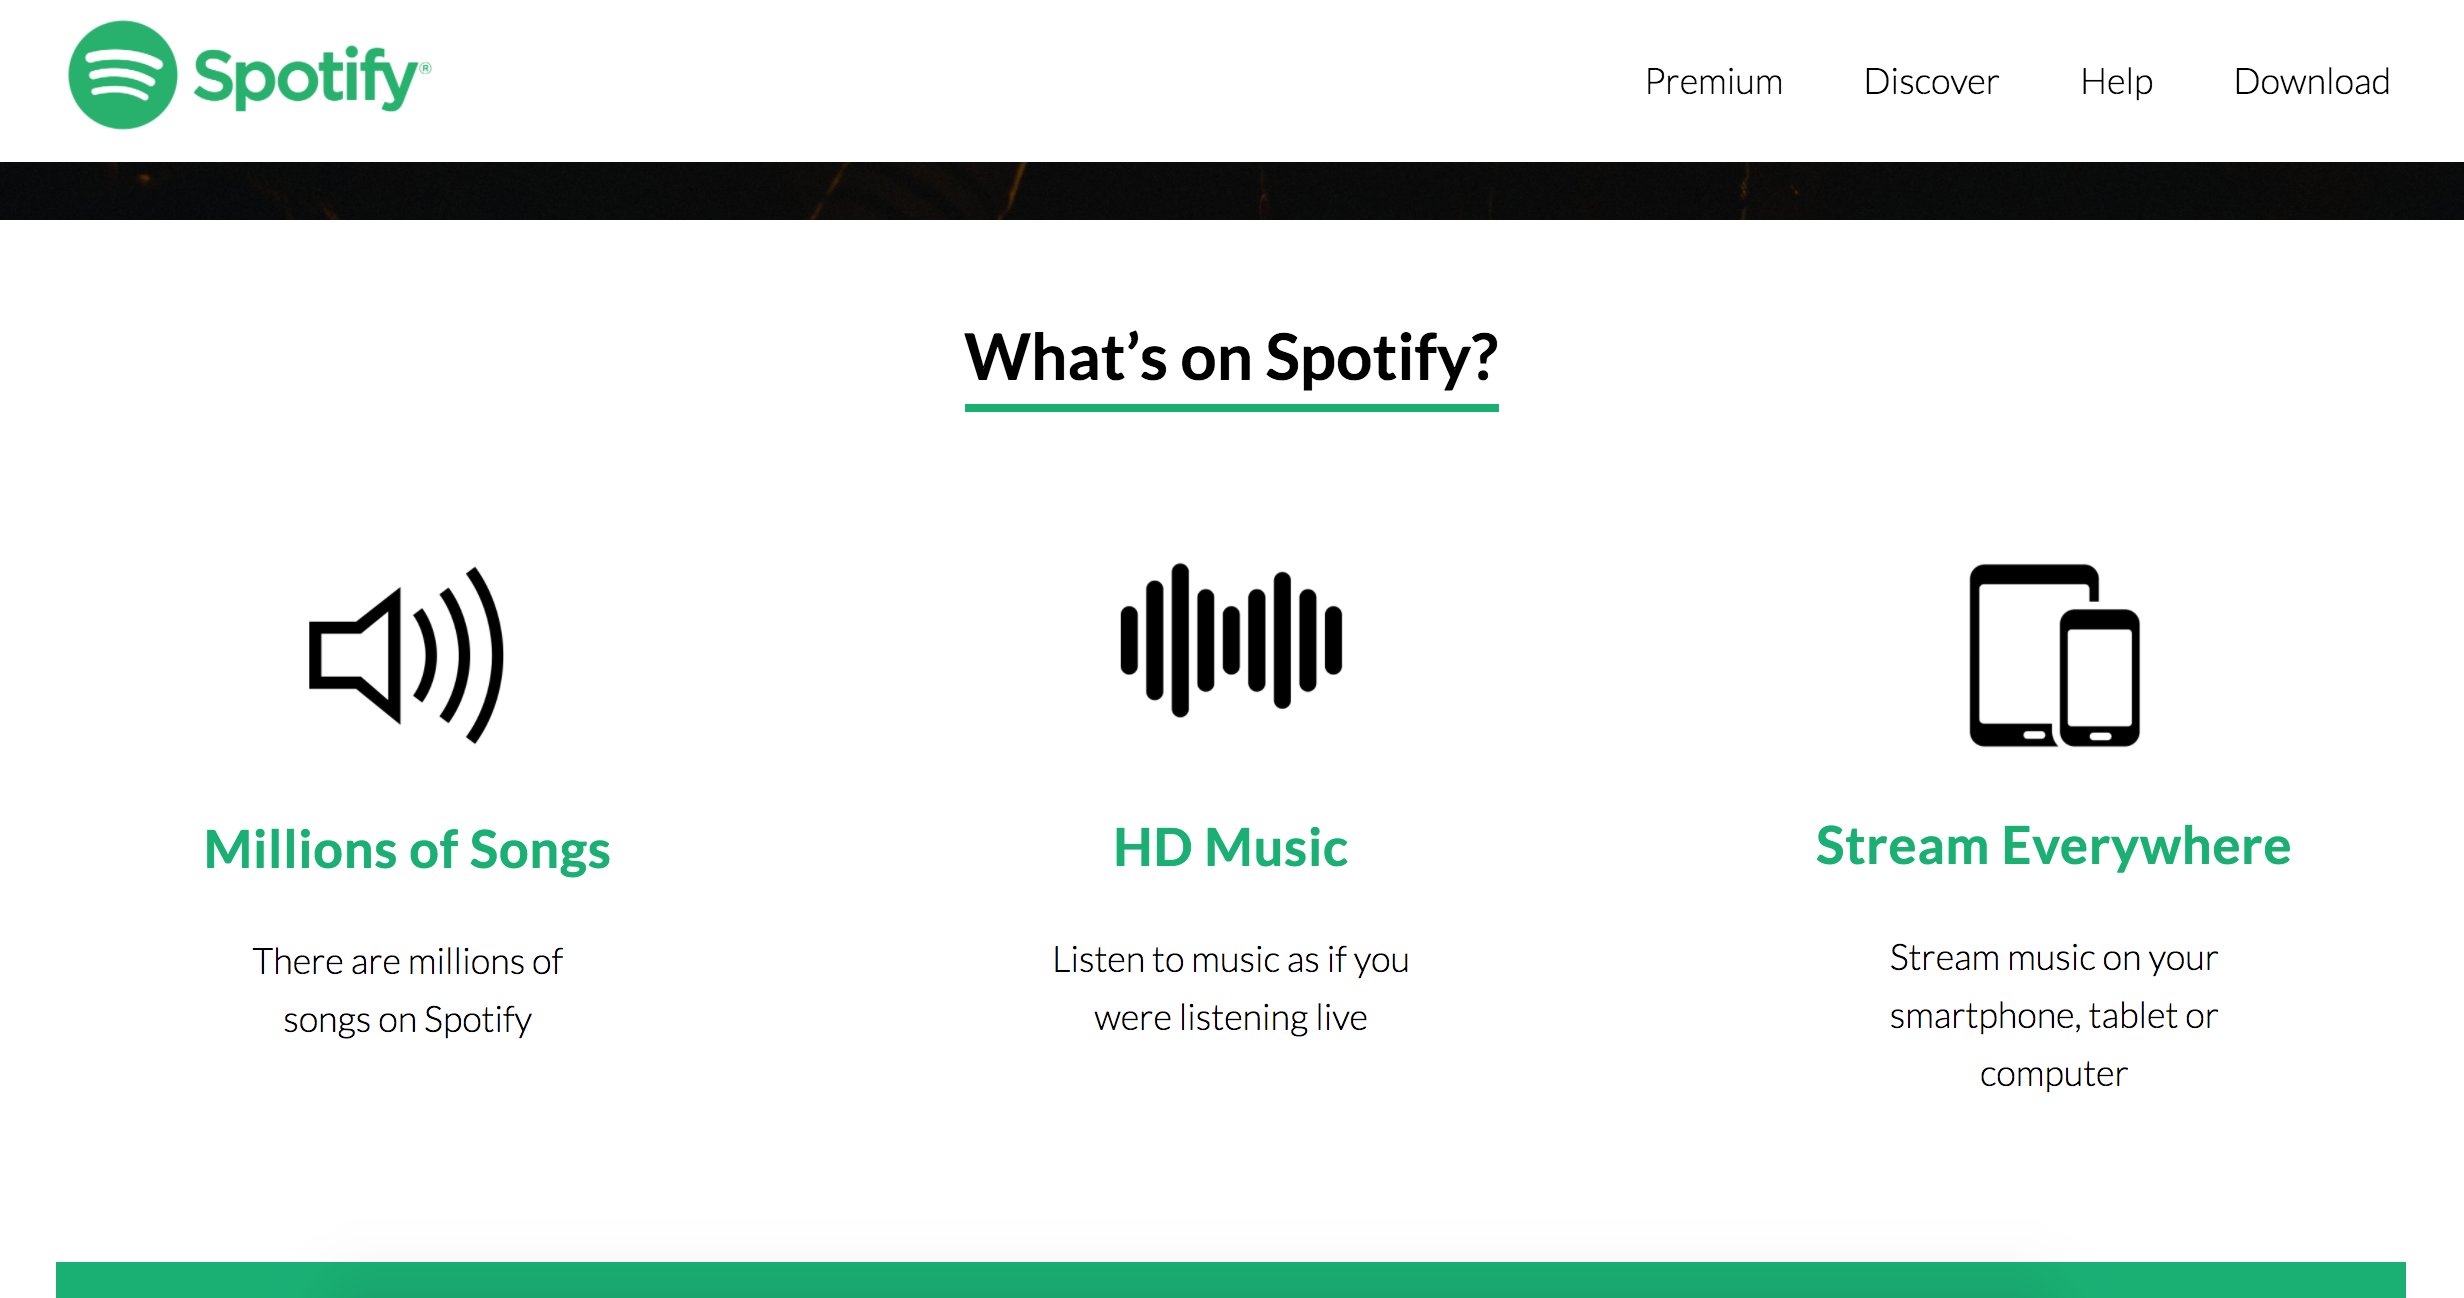 Spotify®
Premium Discover Help Download
What’s on Spotify?
Millions of Songs
There are millions of
songs on Spotify
HD Music
Listen to music as if you
were listening live
Stream Everywhere
Stream music on your
smartphone, tablet or
computer